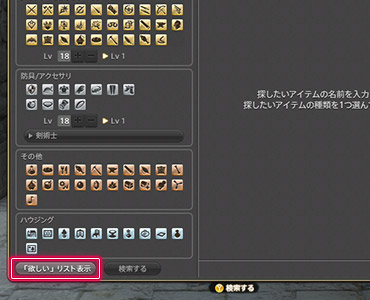 Lv 18 Lv 1
防具/アクセサリ
Lv 18 Lv 1
剣術士
その他
ハウジング
「欲しい」リスト表示 検索する
探したいアイテムの名前を入力
探したいアイテムの種類を1つ選んで
検索する